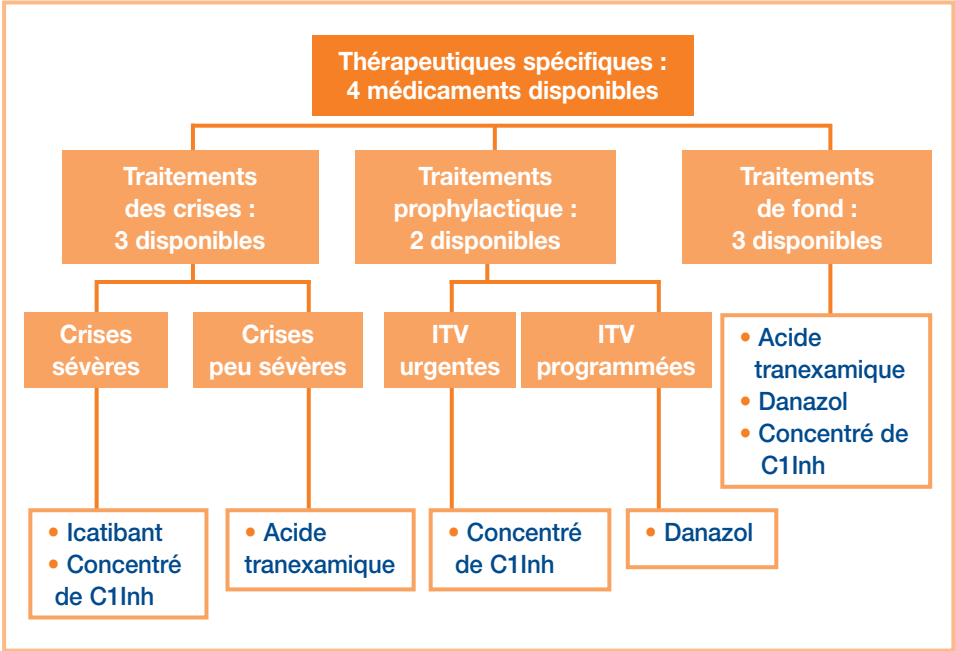 Thérapeutiques spécifiques :
4 médicaments disponibles
Traitements
des crises :
3 disponibles
Traitements
prophylactique :
2 disponibles
Traitements
de fond :
3 disponibles
Crises
sévères
Crises
peu sévères
ITV
urgentes
ITV
programmées
• Acide
tranexamique
• Danazol
• Concentré de
C1Inh
• Icatibant
• Concentré
de C1Inh
• Acide
tranexamique
• Concentré
de C1Inh
• Danazol